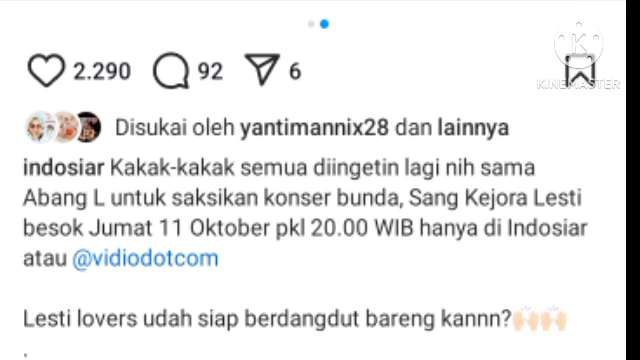 2.290 92 6
KINEMASTER
Disukai oleh yantimannix28 dan lainnya
indosiar Kakak-kakak semua diingetin lagi nih sama
Abang L untuk saksikan konser bunda, Sang Kejora Lesti
besok Jumat 11 Oktober pkl 20.00 WIB hanya di Indosiar
atau @vidiodotcom
Lesti lovers udah siap berdangdut bareng kannn?🙌🏻🙌🏻
.